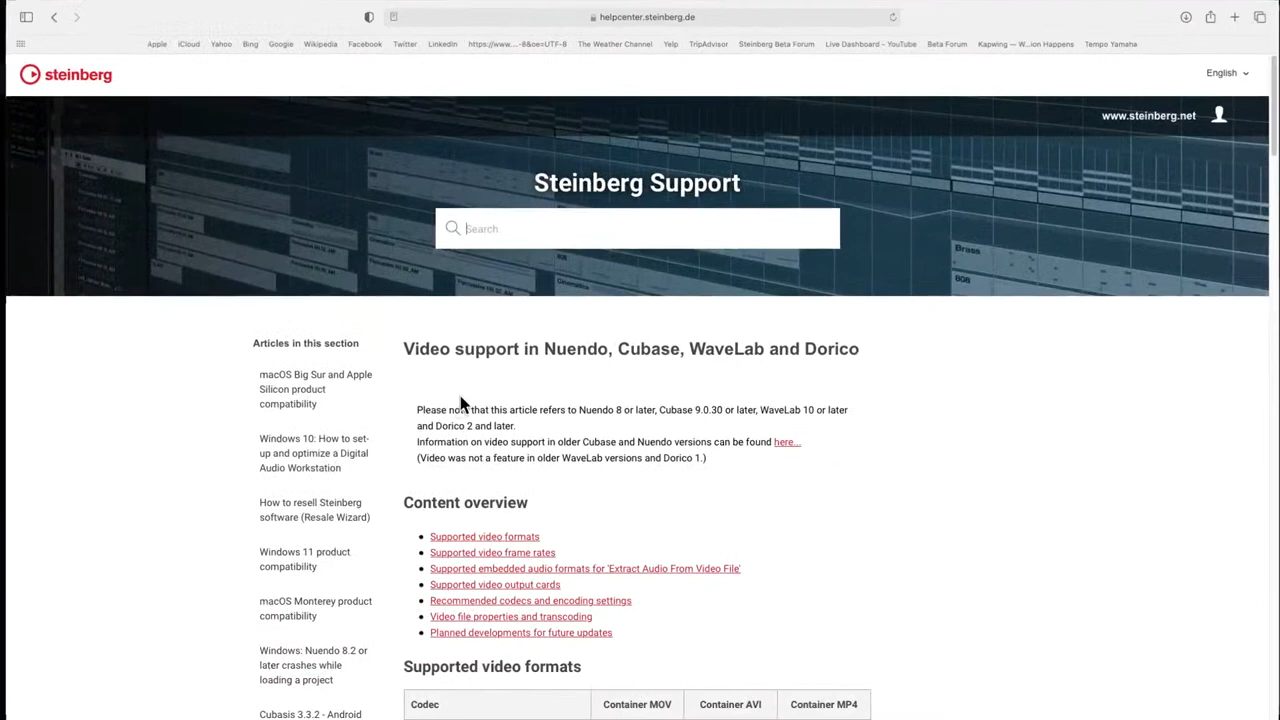 helpcenter.steinberg.de
Apple iCloud Yahoo Bing Google Wikipedia Facebook Twitter LinkedIn https://www....-8&oe=UTF-8 The Weather Channel Yelp TripAdvisor Steinberg Beta Forum Live Dashboard - YouTube Beta Forum Kapwing — W...ion Happens Tempo Yamaha
steinberg
English
www.steinberg.net
Steinberg Support
Search
Brass
Articles in this section
macOS Big Sur and Apple
Silicon product
compatibility
Windows 10: How to set-
up and optimize a Digital
Audio Workstation
How to resell Steinberg
software (Resale Wizard)
Windows 11 product
compatibility
macOS Monterey product
compatibility
Windows: Nuendo 8.2 or
later crashes while
loading a project
Cubasis 3.3.2 - Android
Video support in Nuendo, Cubase, WaveLab and Dorico
Please note that this article refers to Nuendo 8 or later, Cubase 9.0.30 or later, WaveLab 10 or later
and Dorico 2 and later.
Information on video support in older Cubase and Nuendo versions can be found here...
(Video was not a feature in older WaveLab versions and Dorico 1.)
Content overview
Supported video formats
Supported video frame rates
Supported embedded audio formats for 'Extract Audio From Video File'
Supported video output cards
Recommended codecs and encoding settings
Video file properties and transcoding
Planned developments for future updates
Supported video formats
Codec Container MOV Container AVI Container MP4